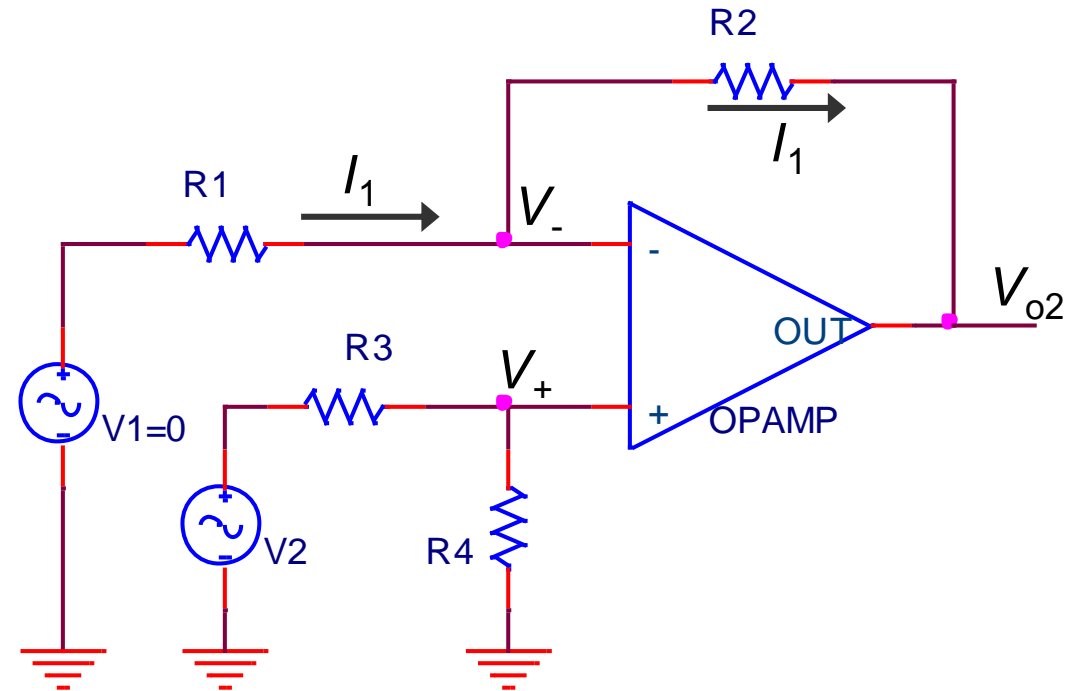 R2
I1
R1
I1
V-
-
Vo2
OUT
R3
V+
+
OPAMP
+
V1=0
-
+
V2
-
R4